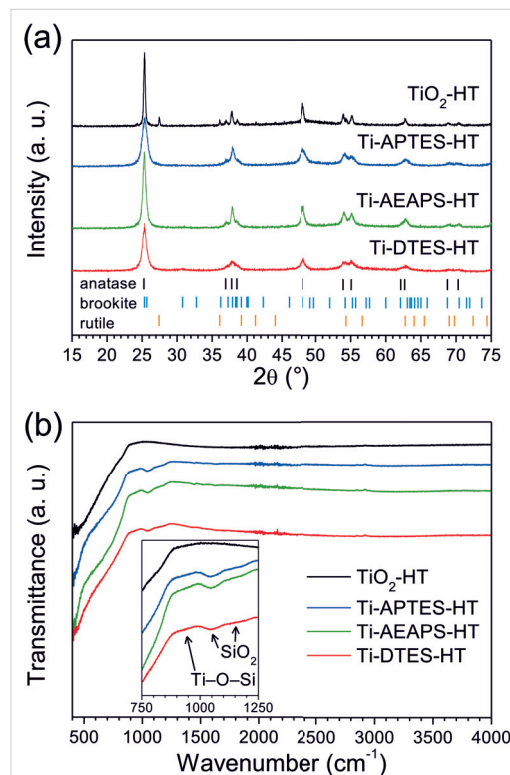 (a)
Intensity (a. u.)
TiO2-HT
Ti-APTES-HT
Ti-AEAPS-HT
Ti-DTES-HT
anatase
brookite
rutile
15 20 25 30 35 40 45 50 55 60 65 70 75
2θ (°)
(b)
Transmittance (a. u.)
TiO2-HT
Ti-APTES-HT
Ti-AEAPS-HT
Ti-DTES-HT
SiO2
Ti–O–Si
750 1000 1250
500 1000 1500 2000 2500 3000 3500 4000
Wavenumber (cm-1)